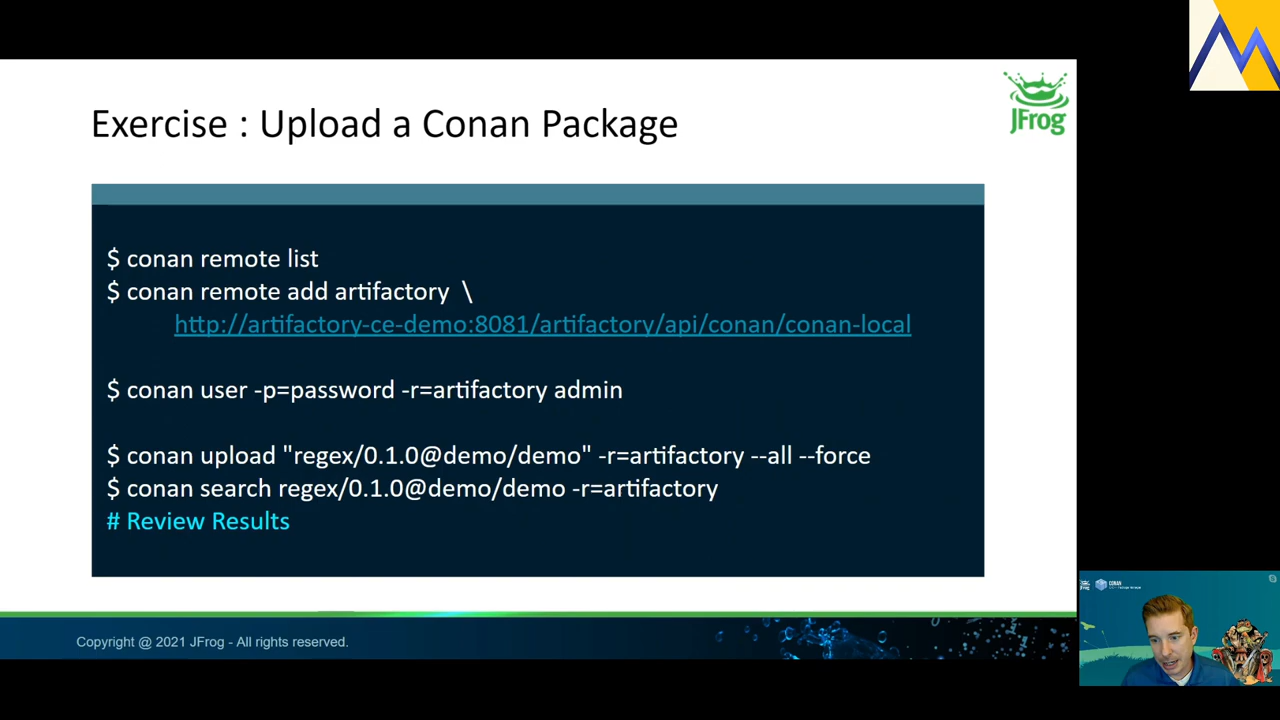 Exercise : Upload a Conan Package
JFrog
$ conan remote list
$ conan remote add artifactory \
http://artifactory-ce-demo:8081/artifactory/api/conan/conan-local
$ conan user -p=password -r=artifactory admin
$ conan upload "regex/0.1.0@demo/demo" -r=artifactory --all --force
$ conan search regex/0.1.0@demo/demo -r=artifactory
# Review Results
Copyright @ 2021 JFrog - All rights reserved.
CONAN